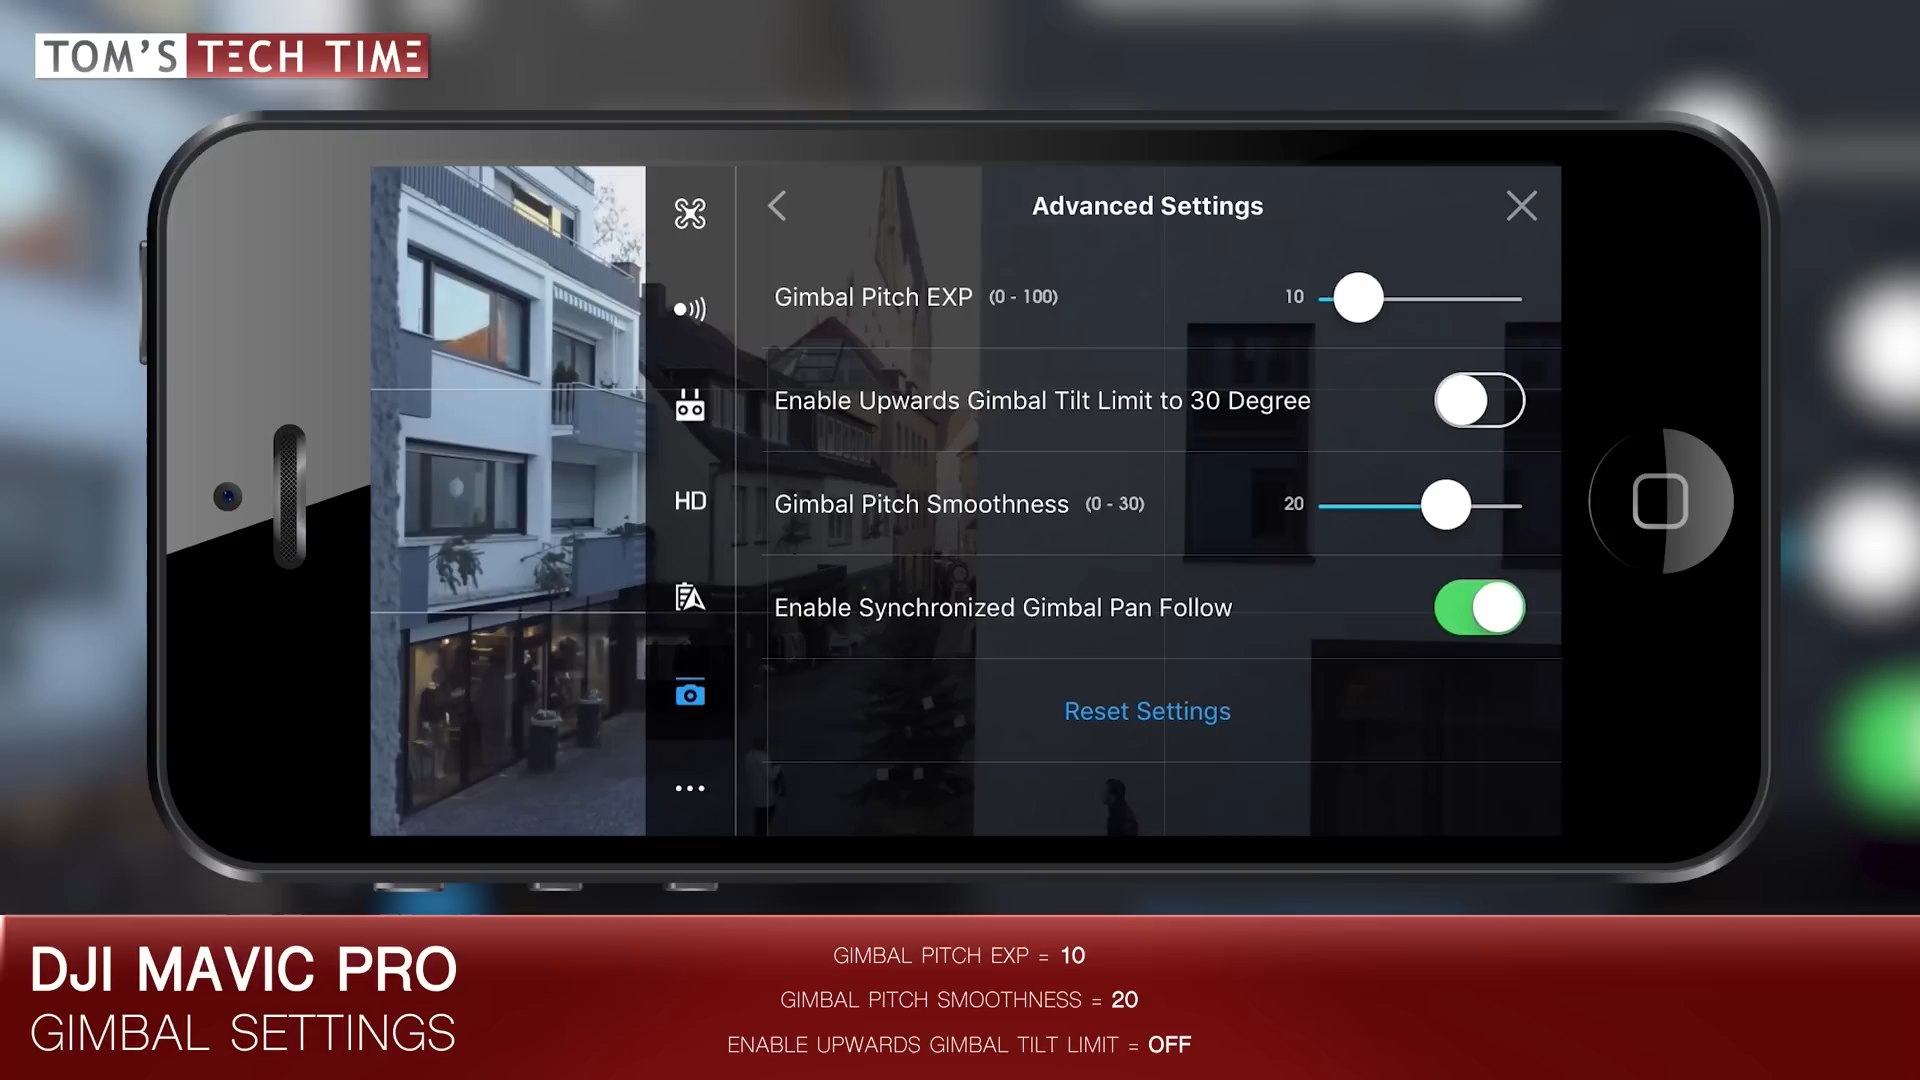 TOM'S TECH TIME
Advanced Settings
Gimbal Pitch EXP (0 - 100) 10
Enable Upwards Gimbal Tilt Limit to 30 Degree
HD
Gimbal Pitch Smoothness (0 - 30) 20
Enable Synchronized Gimbal Pan Follow
Reset Settings
DJI MAVIC PRO
GIMBAL SETTINGS
GIMBAL PITCH EXP = 10
GIMBAL PITCH SMOOTHNESS = 20
ENABLE UPWARDS GIMBAL TILT LIMIT = OFF